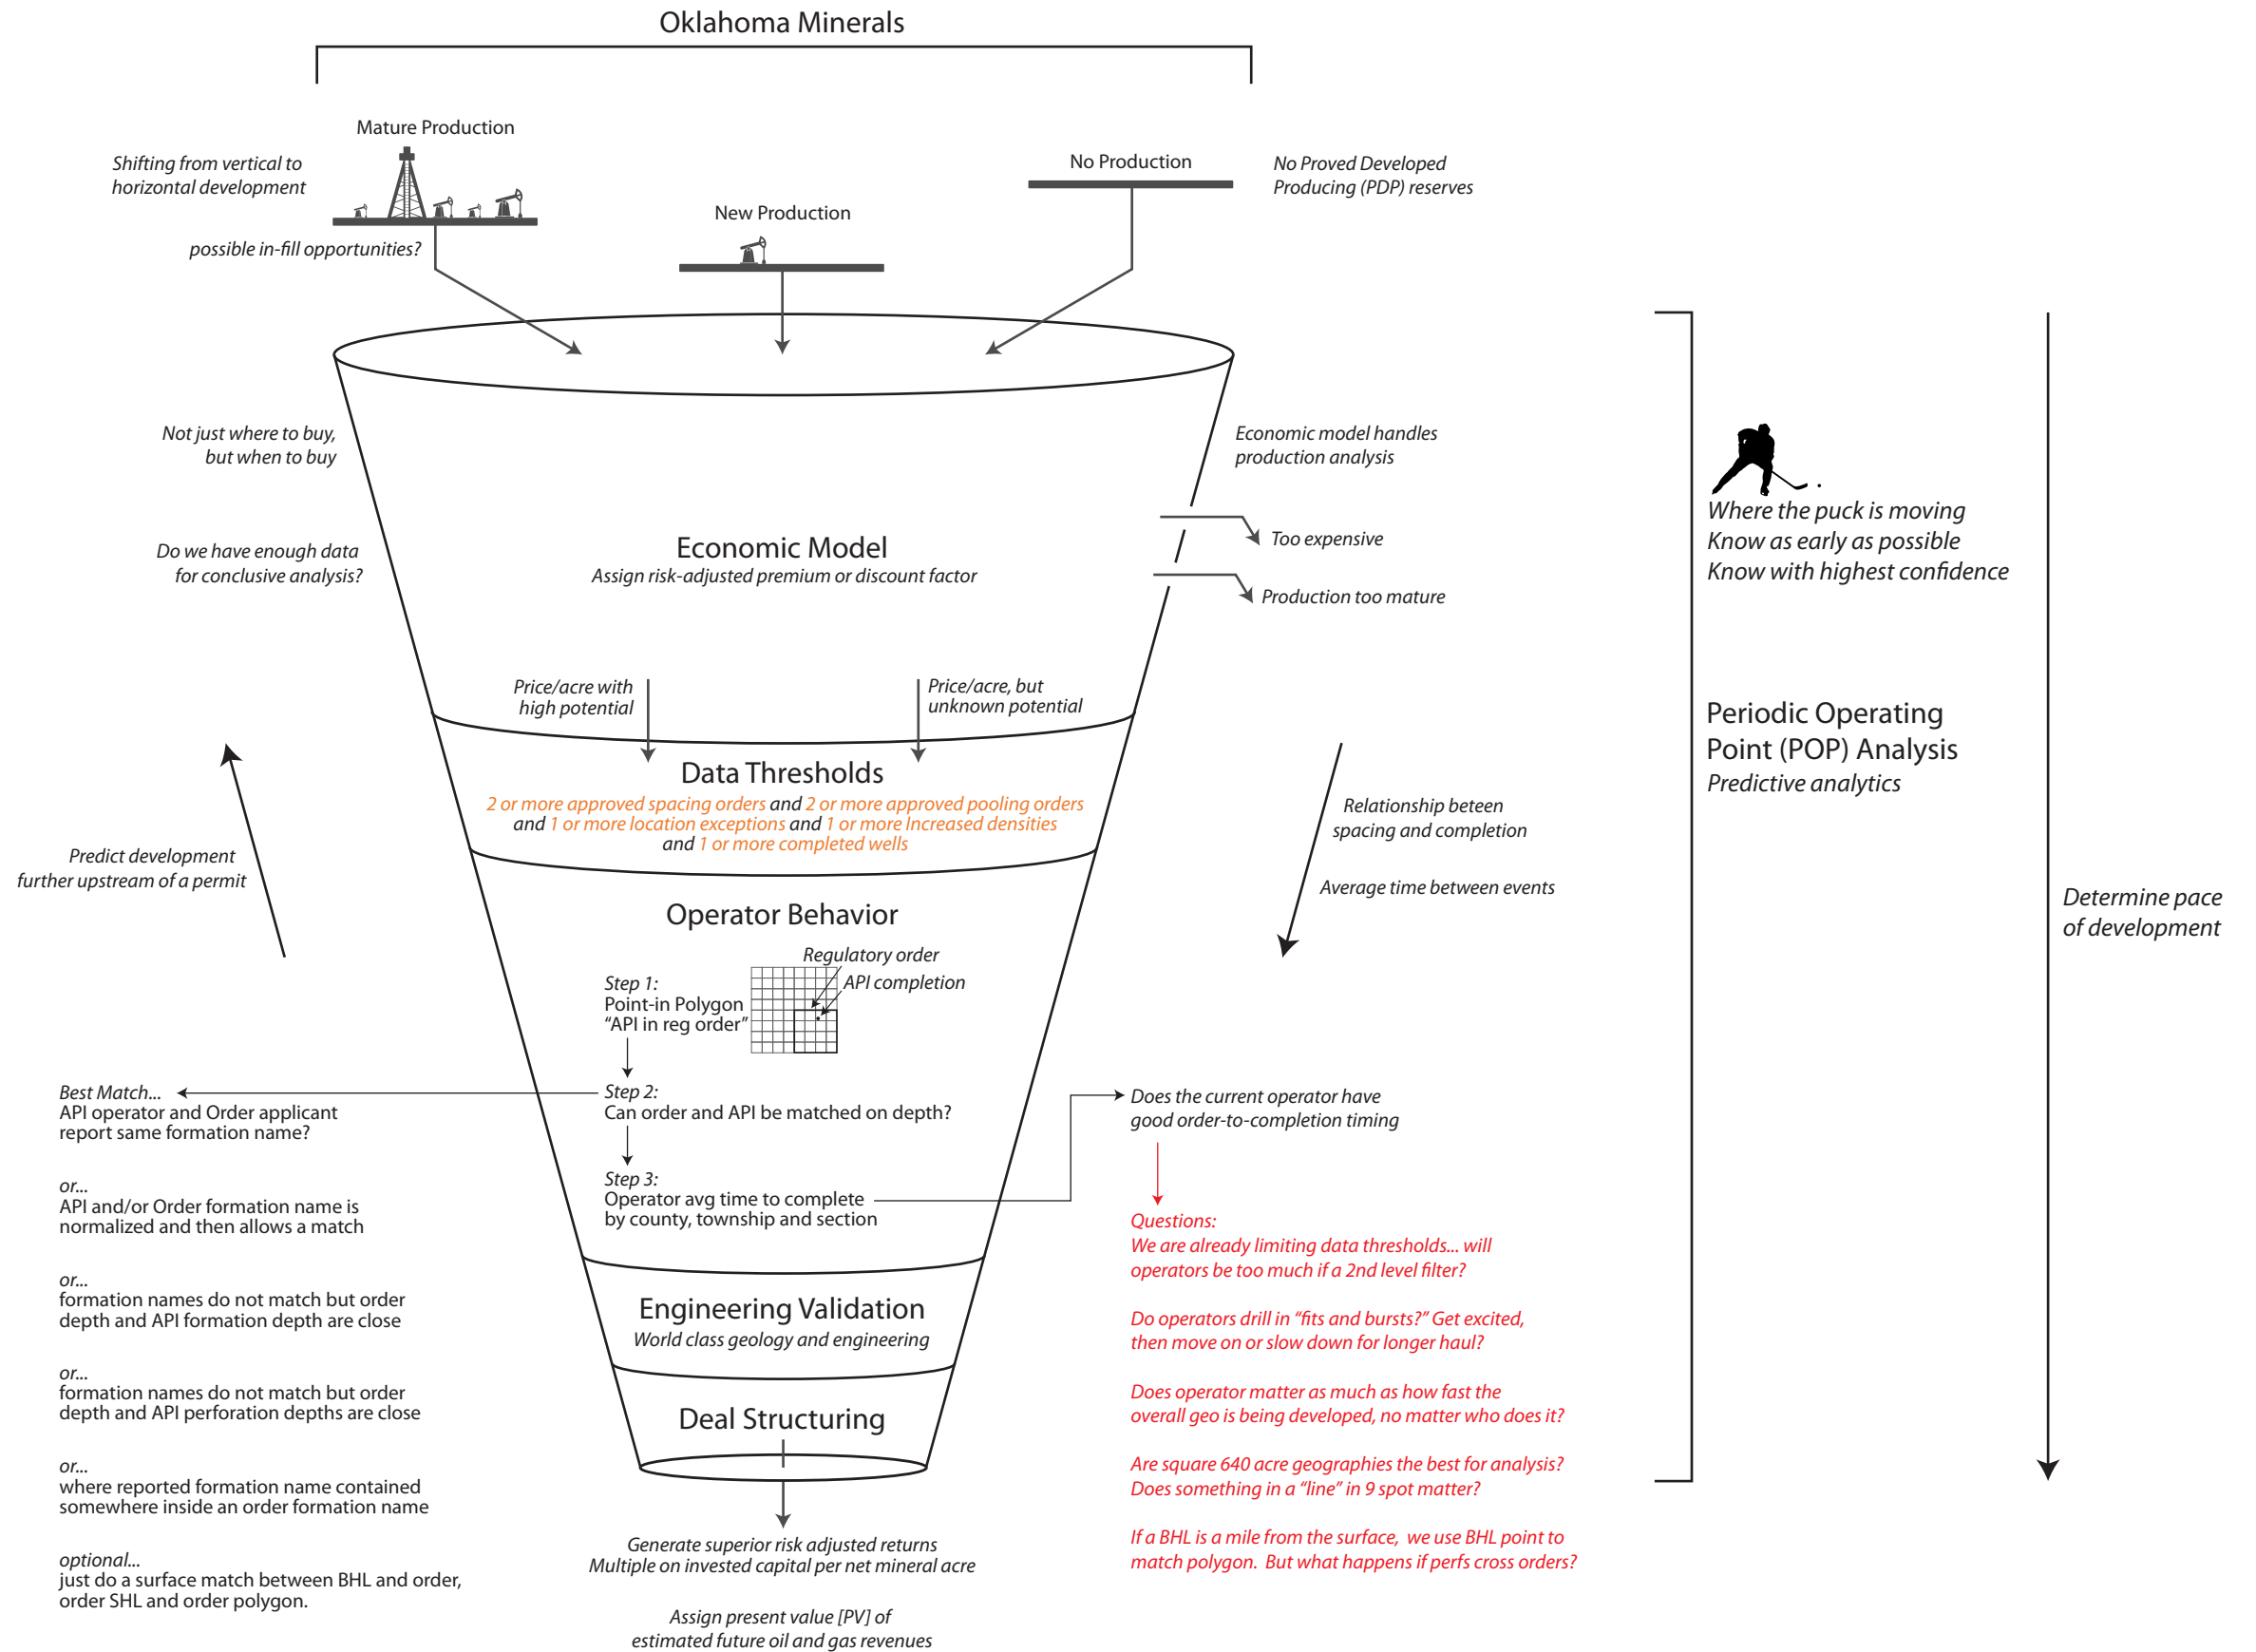 Oklahoma Minerals
Mature Production
Shifting from vertical to
horizontal development
possible in-fill opportunities?
New Production
No Production
No Proved Developed
Producing (PDP) reserves
Not just where to buy,
but when to buy
Do we have enough data
for conclusive analysis?
Economic model handles
production analysis
Too expensive
Production too mature
Economic Model
Assign risk-adjusted premium or discount factor
Price/acre with
high potential
Price/acre, but
unknown potential
Where the puck is moving
Know as early as possible
Know with highest confidence
Periodic Operating
Point (POP) Analysis
Predictive analytics
Data Thresholds
2 or more approved spacing orders and 2 or more approved pooling orders
and 1 or more location exceptions and 1 or more Increased densities
and 1 or more completed wells
Predict development
further upstream of a permit
Relationship beteen
spacing and completion
Average time between events
Determine pace
of development
Operator Behavior
Regulatory order
API completion
Step 1:
Point-in Polygon
“API in reg order”
Step 2:
Can order and API be matched on depth?
Step 3:
Operator avg time to complete
by county, township and section
Best Match...
API operator and Order applicant
report same formation name?
or...
API and/or Order formation name is
normalized and then allows a match
or...
formation names do not match but order
depth and API formation depth are close
or...
formation names do not match but order
depth and API perforation depths are close
or...
where reported formation name contained
somewhere inside an order formation name
optional...
just do a surface match between BHL and order,
order SHL and order polygon.
Does the current operator have
good order-to-completion timing
Questions:
We are already limiting data thresholds... will
operators be too much if a 2nd level filter?
Do operators drill in “fits and bursts?” Get excited,
then move on or slow down for longer haul?
Does operator matter as much as how fast the
overall geo is being developed, no matter who does it?
Are square 640 acre geographies the best for analysis?
Does something in a “line” in 9 spot matter?
If a BHL is a mile from the surface,  we use BHL point to
match polygon.  But what happens if perfs cross orders?
Engineering Validation
World class geology and engineering
Deal Structuring
Generate superior risk adjusted returns
Multiple on invested capital per net mineral acre
Assign present value [PV] of
estimated future oil and gas revenues